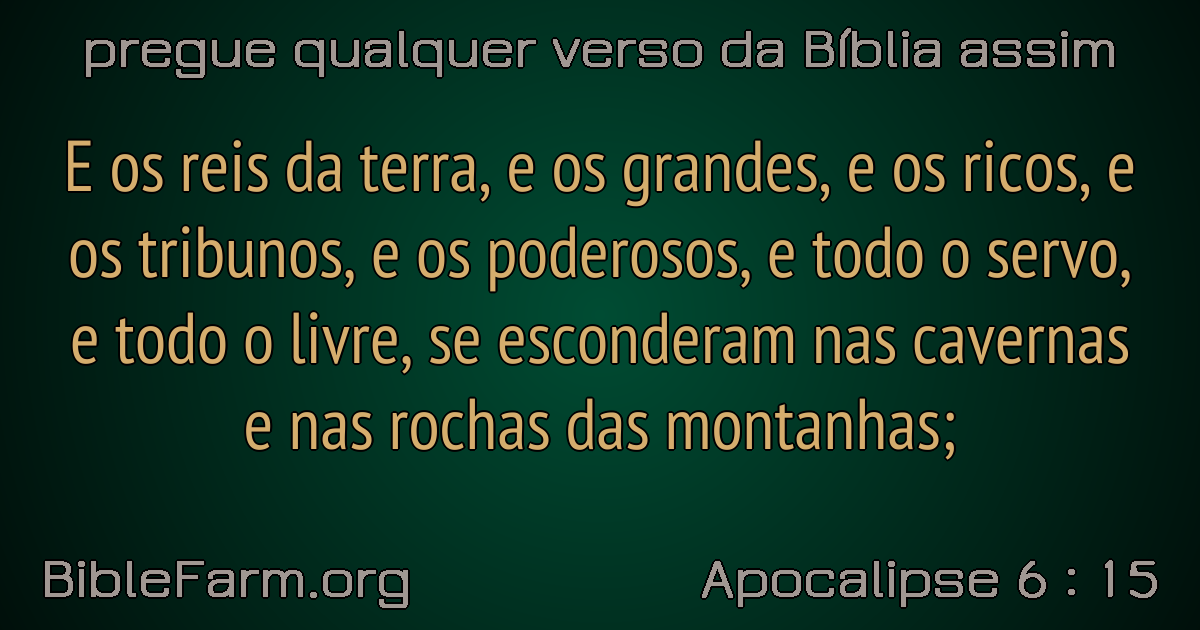 pregue qualquer verso da Bíblia assim
E os reis da terra, e os grandes, e os ricos, e
os tribunos, e os poderosos, e todo o servo,
e todo o livre, se esconderam nas cavernas
e nas rochas das montanhas;
BibleFarm.org
Apocalipse 6 : 15